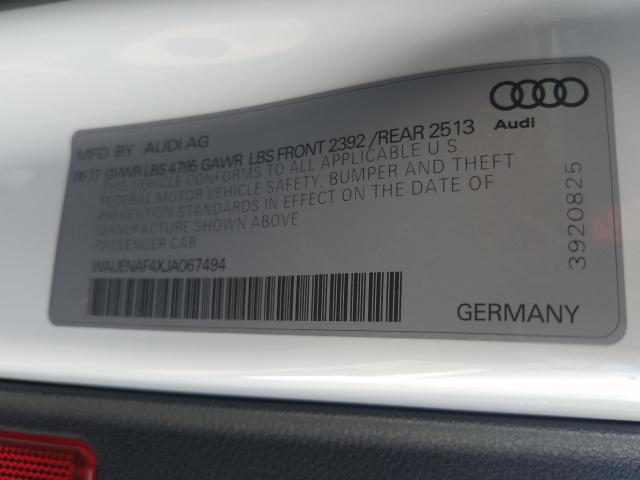 MFD. BY AUDI AG
0917 GVWR LBS 4795 GAWR LBS FRONT 2392 /REAR 2513
THIS VEHICLE CONFORMS TO ALL APPLICABLE U.S.
FEDERAL MOTOR VEHICLE SAFETY, BUMPER AND THEFT
PREVENTION STANDARDS IN EFFECT ON THE DATE OF
MANUFACTURE SHOWN ABOVE
PASSENGER CAR
WAUENAF4XJA067494
GERMANY
Audi
3920825